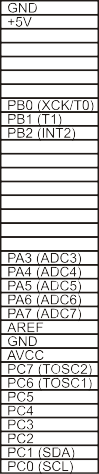 GND
+5V
PB0 (XCK/T0)
PB1 (T1)
PB2 (INT2)
PA3 (ADC3)
PA4 (ADC4)
PA5 (ADC5)
PA6 (ADC6)
PA7 (ADC7)
AREF
GND
AVCC
PC7 (TOSC2)
PC6 (TOSC1)
PC5
PC4
PC3
PC2
PC1 (SDA)
PC0 (SCL)